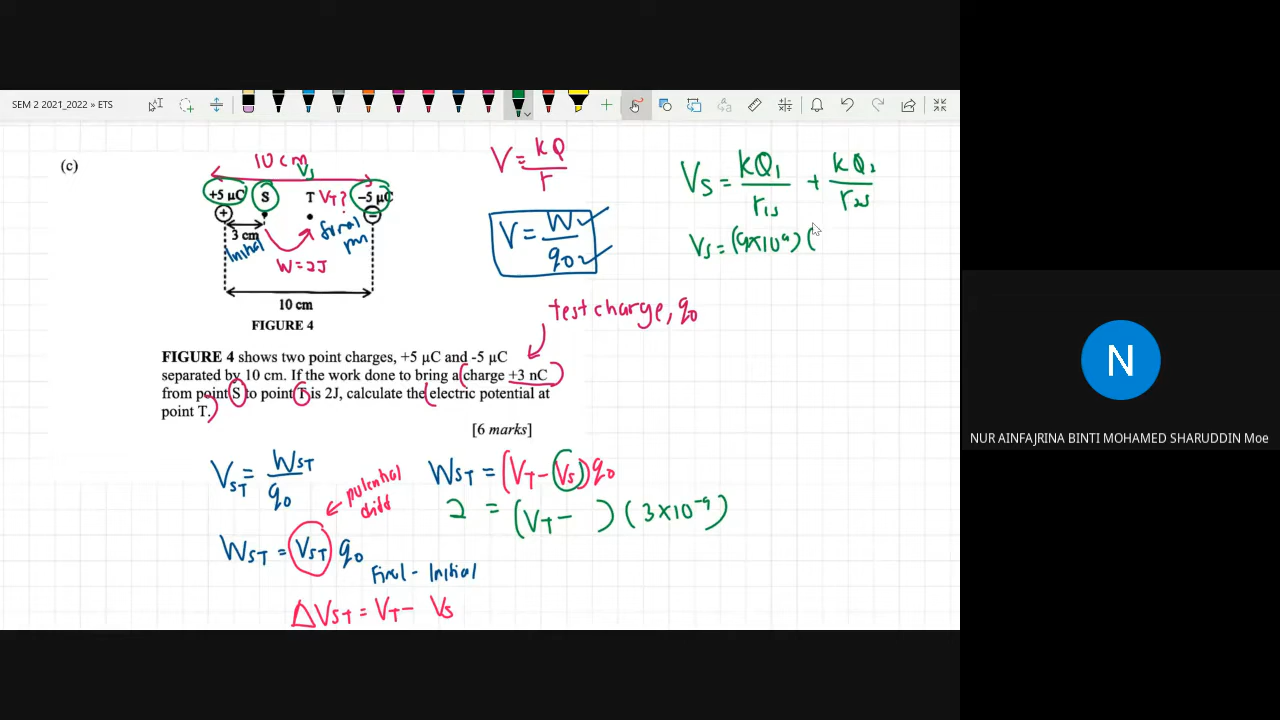 SEM 2 2021_2022 » ETS
(c)
10 cm
Vs
+5 μC
S
T
VT?
−5 μC
3 cm
Initial
final
W = 2J
10 cm
FIGURE 4
V = kQ / r
V = W / q0
VS = kQ1 / r1S + kQ2 / r2S
VS = (9×10⁹)(
test charge, q0
FIGURE 4 shows two point charges, +5 μC and -5 μC
separated by 10 cm. If the work done to bring a charge +3 nC
from point S to point T is 2J, calculate the electric potential at
point T.
[6 marks]
VST = WST / q0
potential
diff
WST = VST q0
Final - Initial
ΔVST = VT − VS
WST = (VT − VS) q0
2 = (VT − ) (3×10⁻⁹)
N
NUR AINFAJRINA BINTI MOHAMED SHARUDDIN Moe